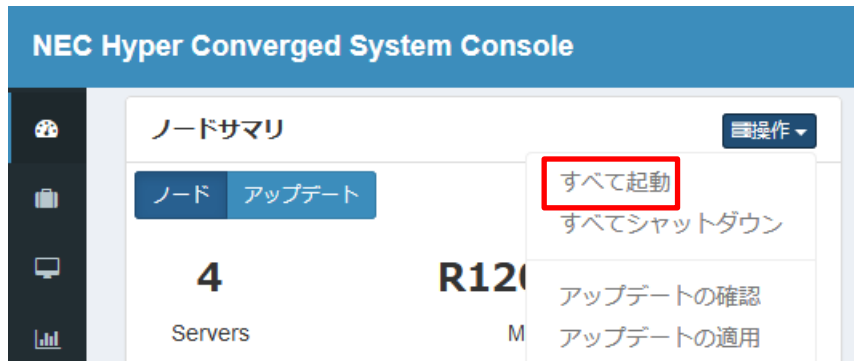 NEC Hyper Converged System Console
ノードサマリ
操作
ノード アップデート
すべて起動
すべてシャットダウン
4
アップデートの確認
Servers
アップデートの適用